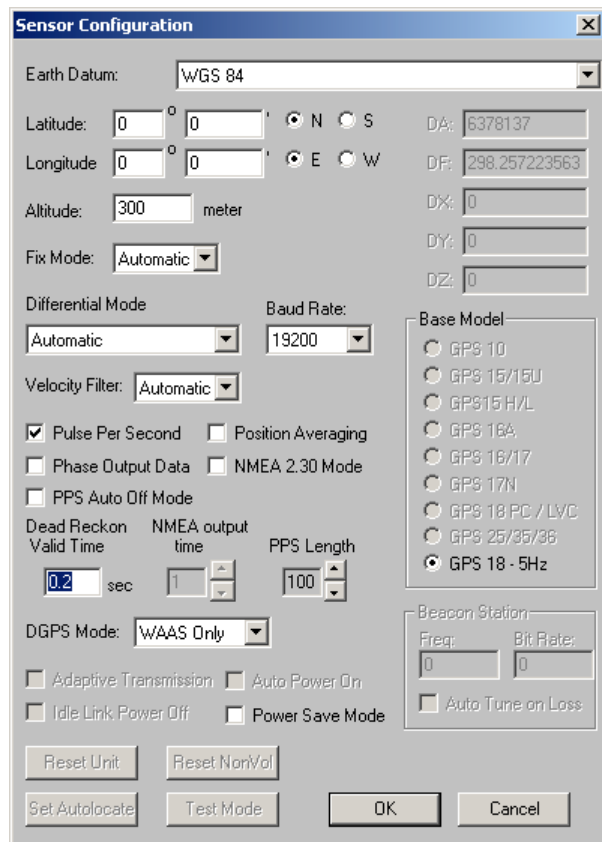 Sensor Configuration
Earth Datum: WGS 84
Latitude: 0 ° 0 ' N S
Longitude 0 ° 0 ' E W
Altitude: 300 meter
Fix Mode: Automatic
DA: 6378137
DF: 298.257223563
DX: 0
DY: 0
DZ: 0
Differential Mode
Automatic
Baud Rate:
19200
Velocity Filter: Automatic
Pulse Per Second Position Averaging
Phase Output Data NMEA 2.30 Mode
PPS Auto Off Mode
Dead Reckon
Valid Time
0.2 sec
NMEA output
time
1
PPS Length
100
DGPS Mode: WAAS Only
Adaptive Transmission Auto Power On
Idle Link Power Off Power Save Mode
Base Model
GPS 10
GPS 15/15U
GPS15 H/L
GPS 16A
GPS 16/17
GPS 17N
GPS 18 PC / LVC
GPS 25/35/36
GPS 18 - 5Hz
Beacon Station
Freq: Bit Rate:
0 0
Auto Tune on Loss
Reset Unit Reset NonVol
Set Autolocate Test Mode OK Cancel